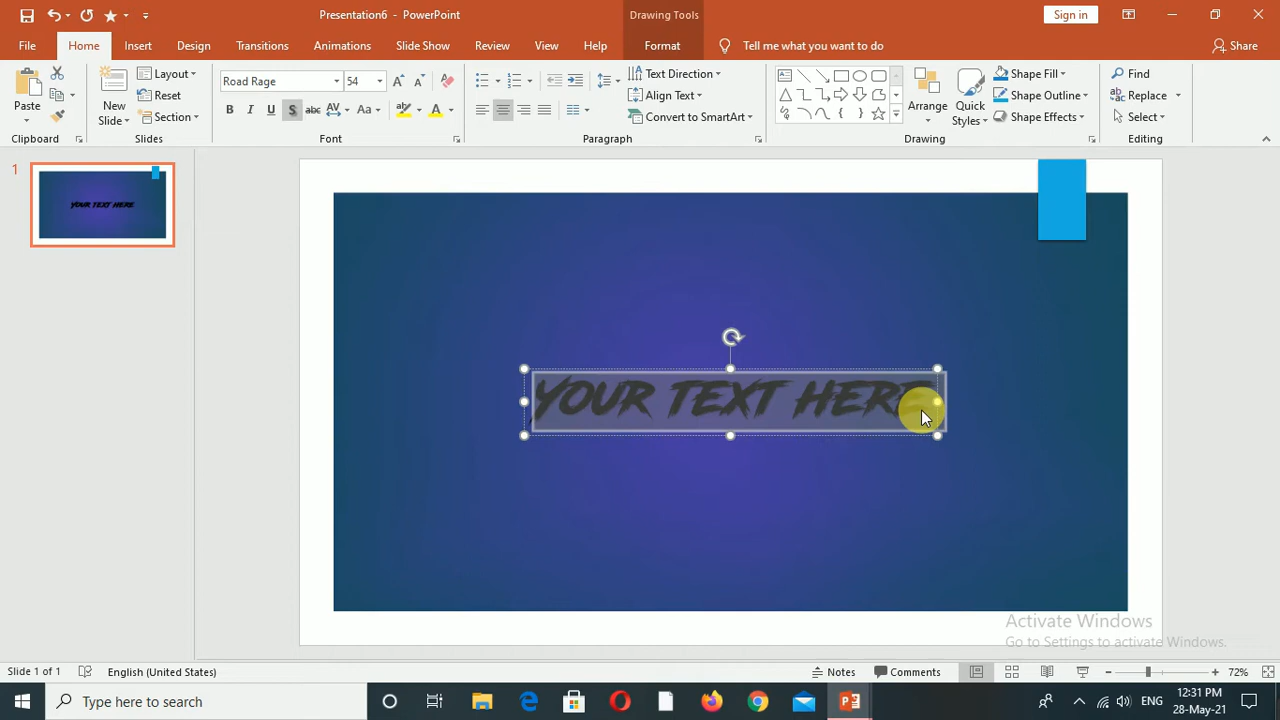 Presentation6 - PowerPoint
Drawing Tools
Sign in
File
Home
Insert
Design
Transitions
Animations
Slide Show
Review
View
Help
Format
Tell me what you want to do
Share
Paste
Clipboard
New
Slide
Layout
Reset
Section
Slides
Road Rage
54
B
I
U
S
abc
AV
Aa
A
Font
Text Direction
Align Text
Convert to SmartArt
Paragraph
Arrange
Quick
Styles
Shape Fill
Shape Outline
Shape Effects
Drawing
Find
Replace
Select
Editing
1
YOUR TEXT HERE
YOUR TEXT HERE
Activate Windows
Go to Settings to activate Windows.
Slide 1 of 1
English (United States)
Notes
Comments
72%
Type here to search
ENG
12:31 PM
28-May-21